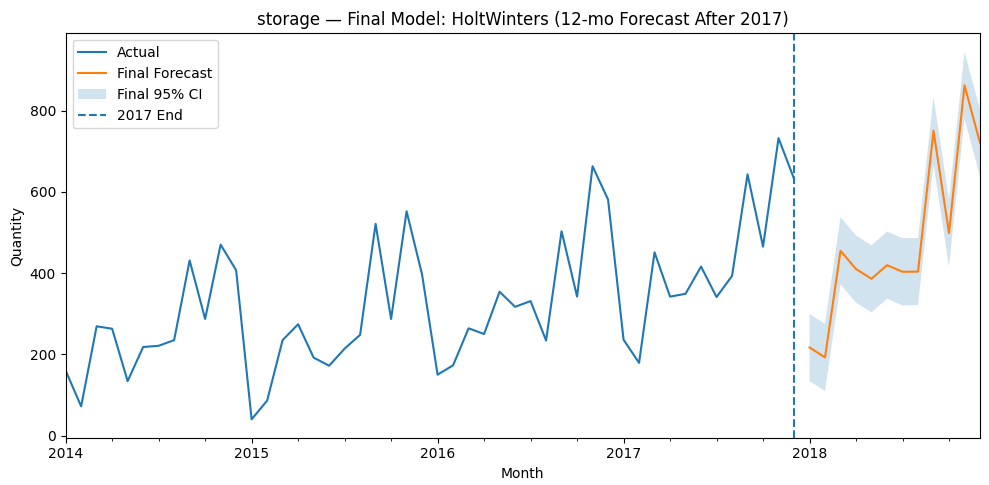 storage — Final Model: HoltWinters (12-mo Forecast After 2017)
Actual
Final Forecast
Final 95% CI
2017 End
Quantity
800
600
400
200
0
2014
2015
2016
2017
2018
Month